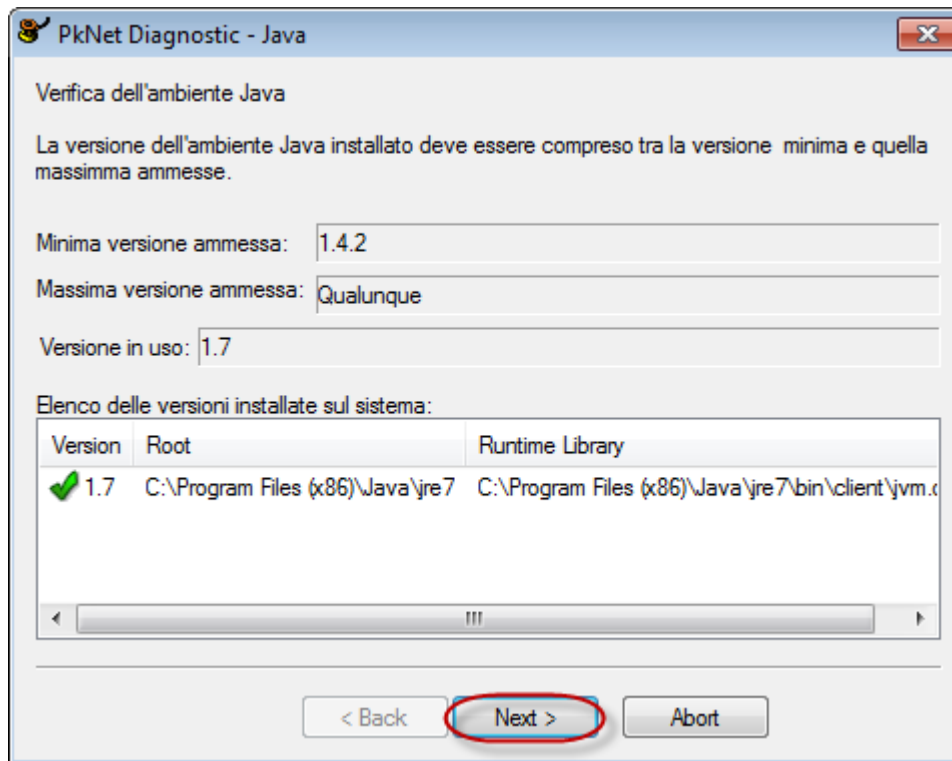 PkNet Diagnostic - Java
Verifica dell'ambiente Java
La versione dell'ambiente Java installato deve essere compreso tra la versione  minima e quella
massimma ammesse.
Minima versione ammessa: 1.4.2
Massima versione ammessa: Qualunque
Versione in uso: 1.7
Elenco delle versioni installate sul sistema:
Version Root Runtime Library
1.7 C:\Program Files (x86)\Java\jre7 C:\Program Files (x86)\Java\jre7\bin\client\jvm.
< Back Next > Abort